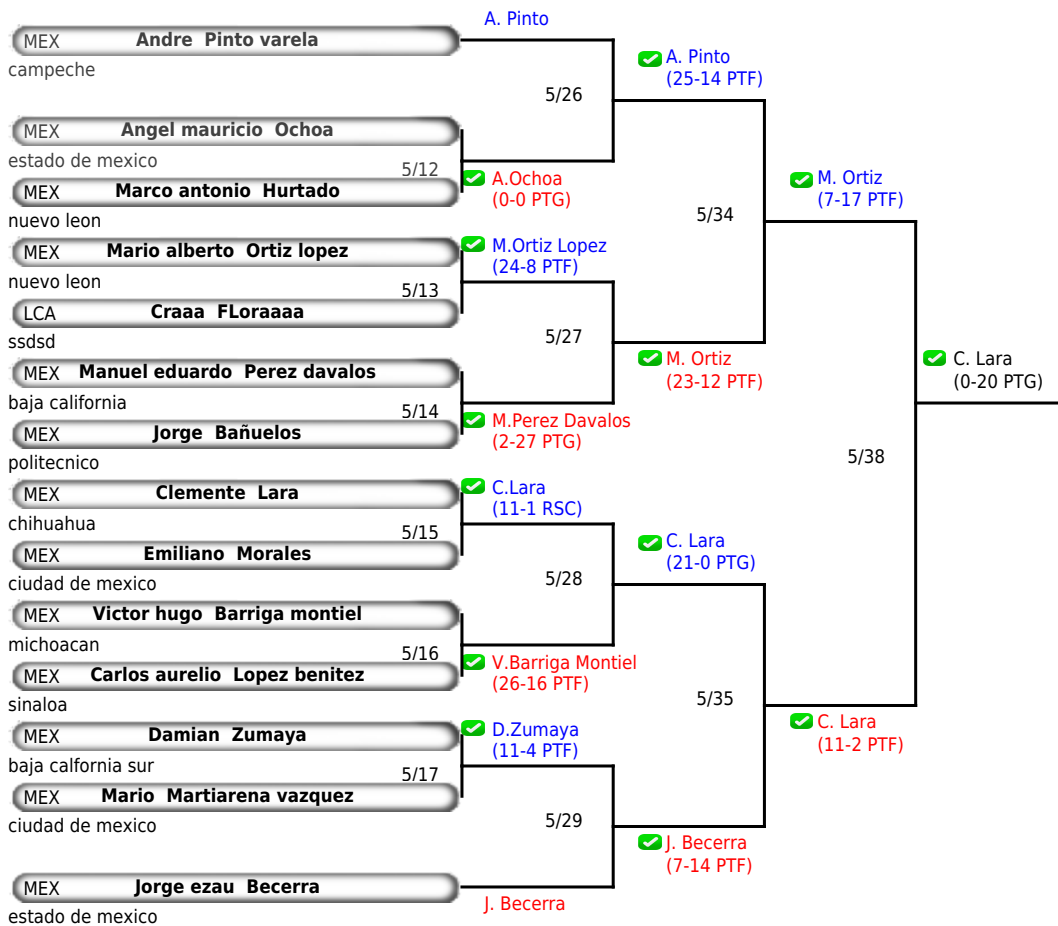 A. Pinto
MEX Andre Pinto varela
campeche
A. Pinto
(25-14 PTF)
5/26
MEX Angel mauricio Ochoa
estado de mexico
5/12
MEX Marco antonio Hurtado
A.Ochoa
(0-0 PTG)
M. Ortiz
(7-17 PTF)
nuevo leon
5/34
MEX Mario alberto Ortiz lopez
M.Ortiz Lopez
(24-8 PTF)
nuevo leon
5/13
LCA Craaa FLoraaaa
ssdsd
5/27
M. Ortiz
(23-12 PTF)
C. Lara
(0-20 PTG)
MEX Manuel eduardo Perez davalos
baja california
5/14
MEX Jorge Bañuelos
M.Perez Davalos
(2-27 PTG)
politecnico
5/38
MEX Clemente Lara
C.Lara
(11-1 RSC)
chihuahua
5/15
MEX Emiliano Morales
C. Lara
(21-0 PTG)
ciudad de mexico
5/28
MEX Victor hugo Barriga montiel
michoacan
5/16
MEX Carlos aurelio Lopez benitez
V.Barriga Montiel
(26-16 PTF)
sinaloa
5/35
MEX Damian Zumaya
D.Zumaya
(11-4 PTF)
C. Lara
(11-2 PTF)
baja calfornia sur
5/17
MEX Mario Martiarena vazquez
ciudad de mexico
5/29
J. Becerra
(7-14 PTF)
MEX Jorge ezau Becerra
J. Becerra
estado de mexico